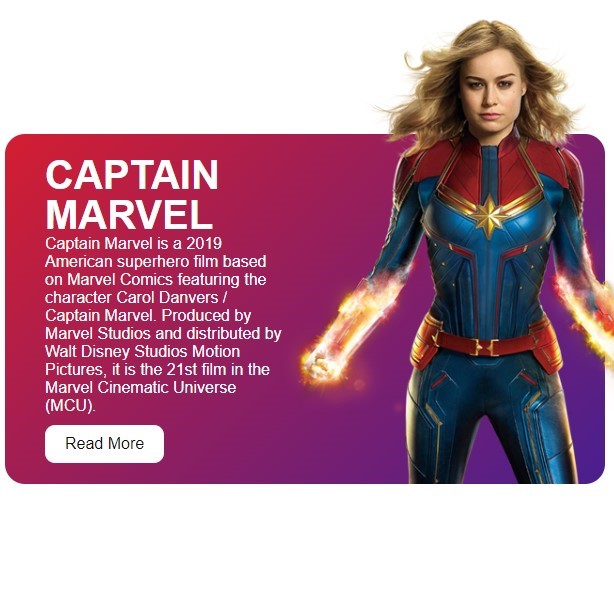 CAPTAIN
MARVEL
Captain Marvel is a 2019
American superhero film based
on Marvel Comics featuring the
character Carol Danvers /
Captain Marvel. Produced by
Marvel Studios and distributed by
Walt Disney Studios Motion
Pictures, it is the 21st film in the
Marvel Cinematic Universe
(MCU).
Read More